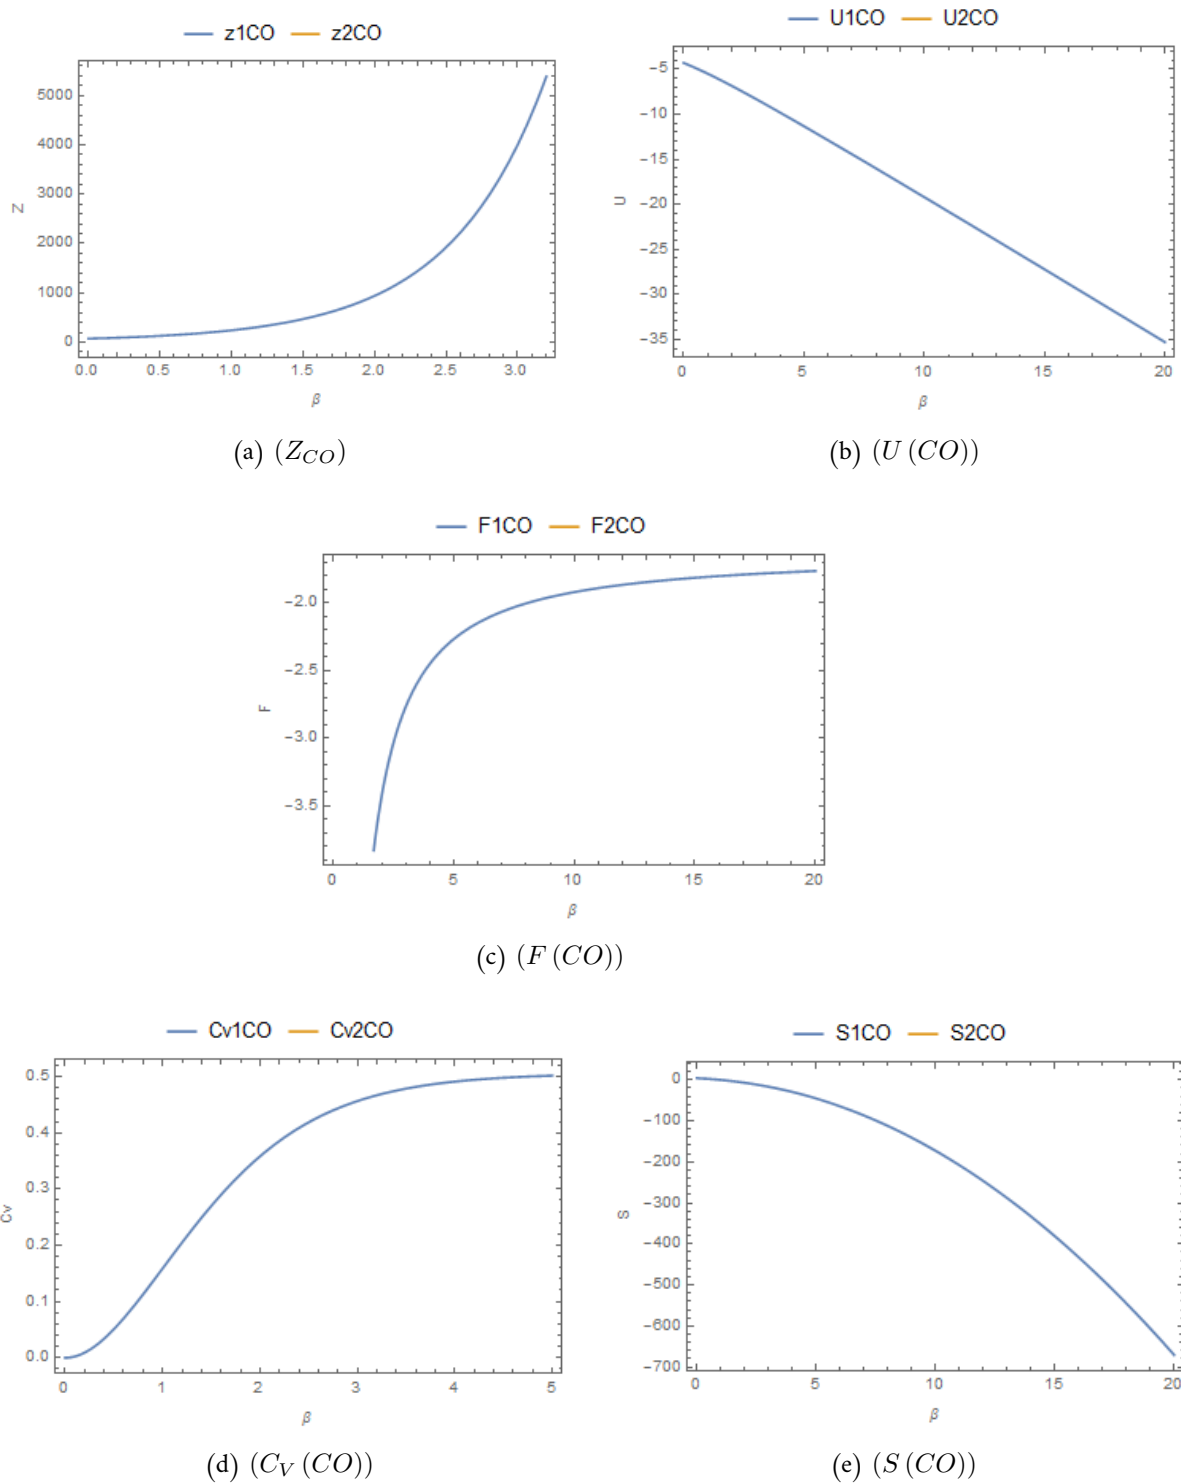 z1CO z2CO
5000
4000
3000
2000
1000
0
Z
0.0 0.5 1.0 1.5 2.0 2.5 3.0
β
(a) (Z_{CO})
U1CO U2CO
−5
−10
−15
−20
−25
−30
−35
U
0 5 10 15 20
β
(b) (U (CO))
F1CO F2CO
−2.0
−2.5
−3.0
−3.5
F
0 5 10 15 20
β
(c) (F (CO))
Cv1CO Cv2CO
0.5
0.4
0.3
0.2
0.1
0.0
Cv
0 1 2 3 4 5
β
(d) (C_V (CO))
S1CO S2CO
0
−100
−200
−300
−400
−500
−600
−700
S
0 5 10 15 20
β
(e) (S (CO))